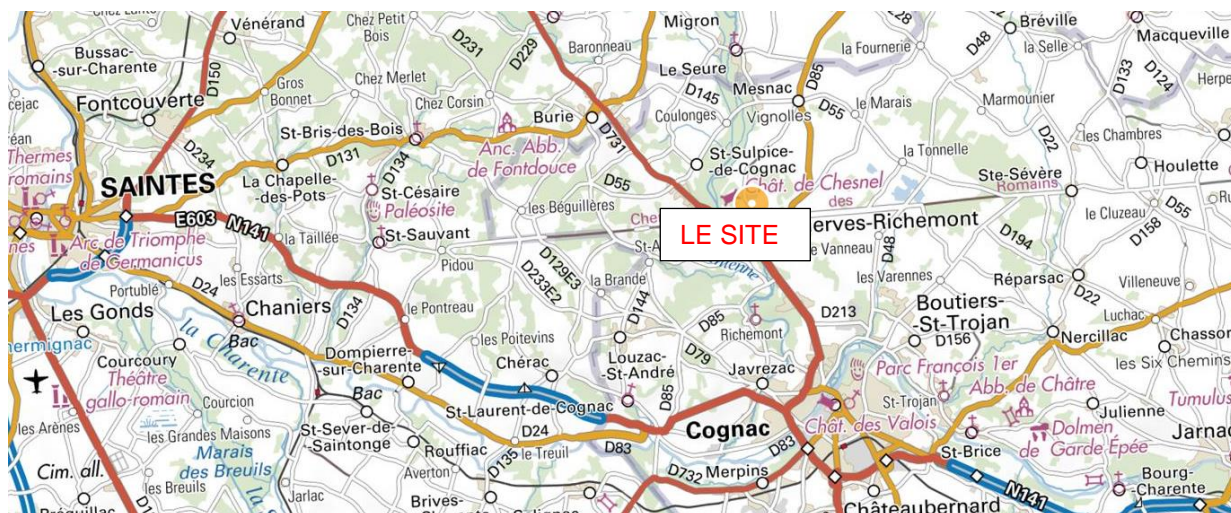 Vénérand
Chez Petit
Bois
D231
D229
Migron
228
D48
Bréville
la Selle
Macqueville
Bussac-
-sur-Charente
D150
Baronneau
la Fournerie
Le Seure
D85
D133
D124
Herpe
Gros
Bonnet
Chez Merlet
Mesnac
D145
D55
le Marais
Marmounier
Fontcouverte
Chez Corsin
Burie
Coulonges
Vignolles
les Chambres
St-Bris-des-Bois
Anc. Abb.
de Fontdouce
D731
la Tonnelle
D22
Houlette
Thermes
romains
D234
D131
D134
St-Sulpice-
-de-Cognac
SAINTES
La Chapelle-
-des-Pots
St-Césaire
Paléosite
D55
Chât. de Chesnel
des
Ste-Sévère
Romains
les Béguillères
le Cluzeau
D55
E603
N141
St-Sauvant
LE SITE
erves-Richemont
D158
Arc de Triomphe
de Germanicus
la Taillée
Pidou
le Vanneau
D48
D194
les Essarts
D129E3
D233E2
la Brande
les Varennes
Réparsac
Villeneuve
Portublé
D24
Chaniers
D134
le Pontreau
D144
D85
Richemont
D213
Boutiers-
-St-Trojan
D22
Luchac
Les Gonds
la Charente
Bac
les Poitevins
D79
D156
Nercillac
Chasso
les Six Chemins
Courcoury
Dompierre-
-sur-Charente
Chérac
Louzac-
-St-André
Javrezac
Parc François 1er
Théâtre
gallo-romain
Courcion
Bac
St-Laurent-de-Cognac
D85
St-Trojan
Abb. de Châtre
Tumulus
les Arènes
les Grandes Maisons
St-Sever-de-
-Saintonge
D24
D83
Cognac
Chât. des Valois
Julienne
Dolmen
de Garde Épée
Jarnac
Marais
des Breuils
Rouffiac
le Treuil
D83
St-Brice
Cim. all.
Averton
D135
D732
Merpins
Bourg-
-Charente
les Breuils
Jarlac
Brives-
N141
Châteaubernard